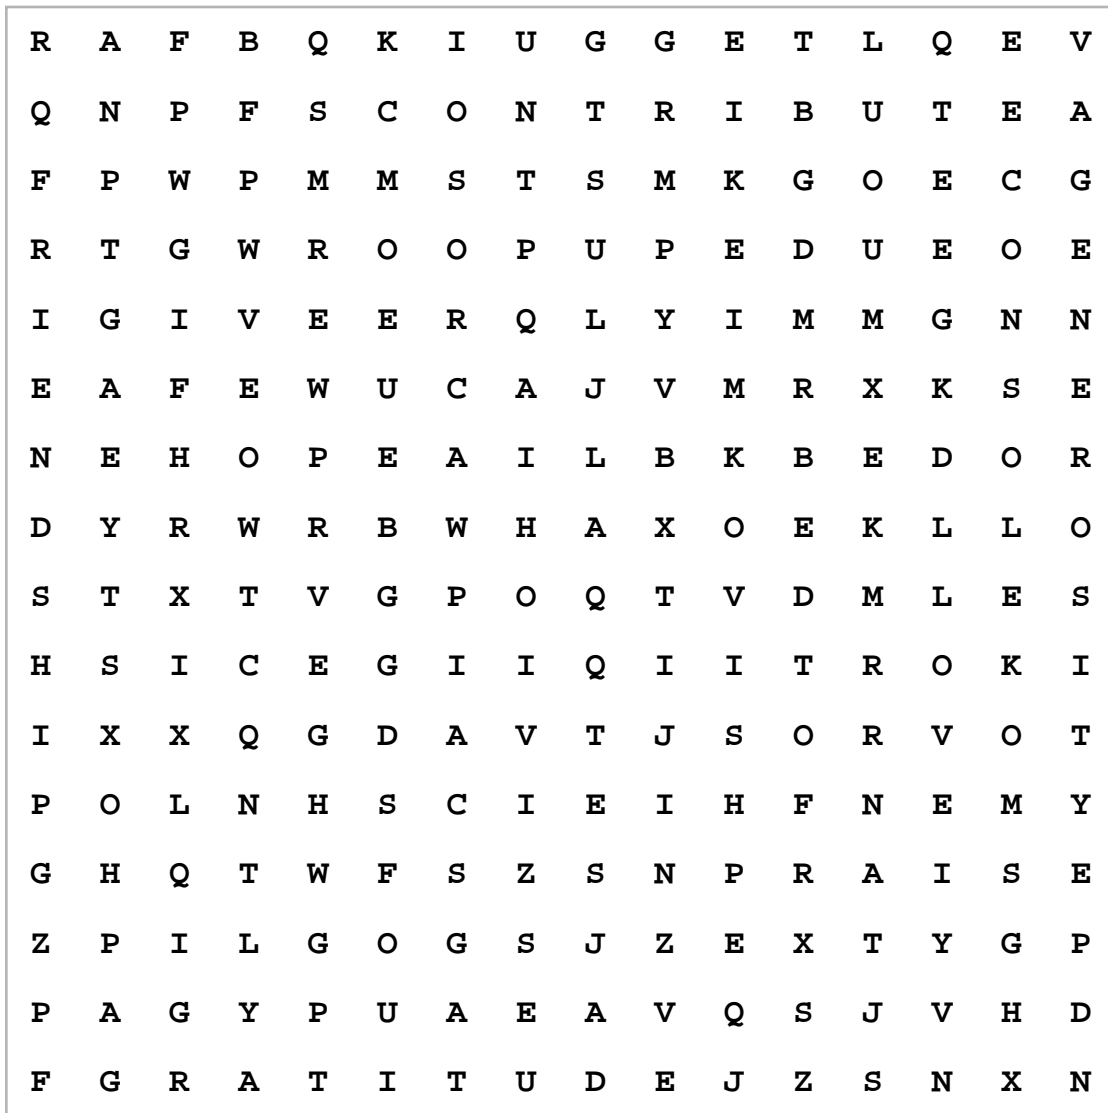 R A F B Q K I U G G E T L Q E V
Q N P F S C O N T R I B U T E A
F P W P M M S T S M K G O E C G
R T G W R O O P U P E D U E O E
I G I V E E R Q L Y I M M G N N
E A F E W U C A J V M R X K S E
N E H O P E A I L B K B E D O R
D Y R W R B W H A X O E K L L O
S T X T V G P O Q T V D M L E S
H S I C E G I I Q I I T R O K I
I X X Q G D A V T J S O R V O T
P O L N H S C I E I H F N E M Y
G H Q T W F S Z S N P R A I S E
Z P I L G O G S J Z E X T Y G P
P A G Y P U A E A V Q S J V H D
F G R A T I T U D E J Z S N X N